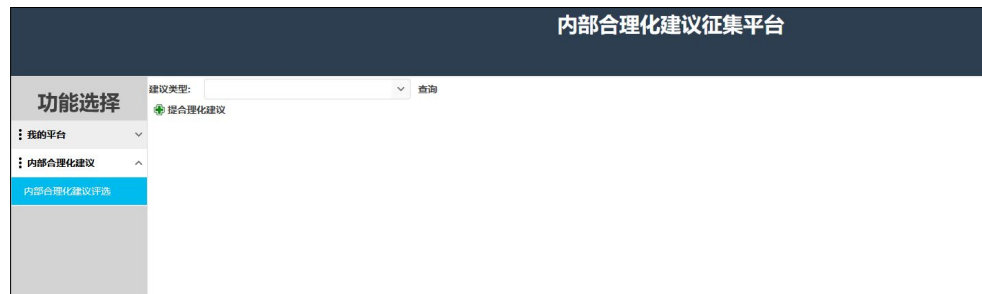 内部合理化建议征集平台
功能选择
建议类型: 查询
提合理化建议
我的平台
内部合理化建议
内部合理化建议评选